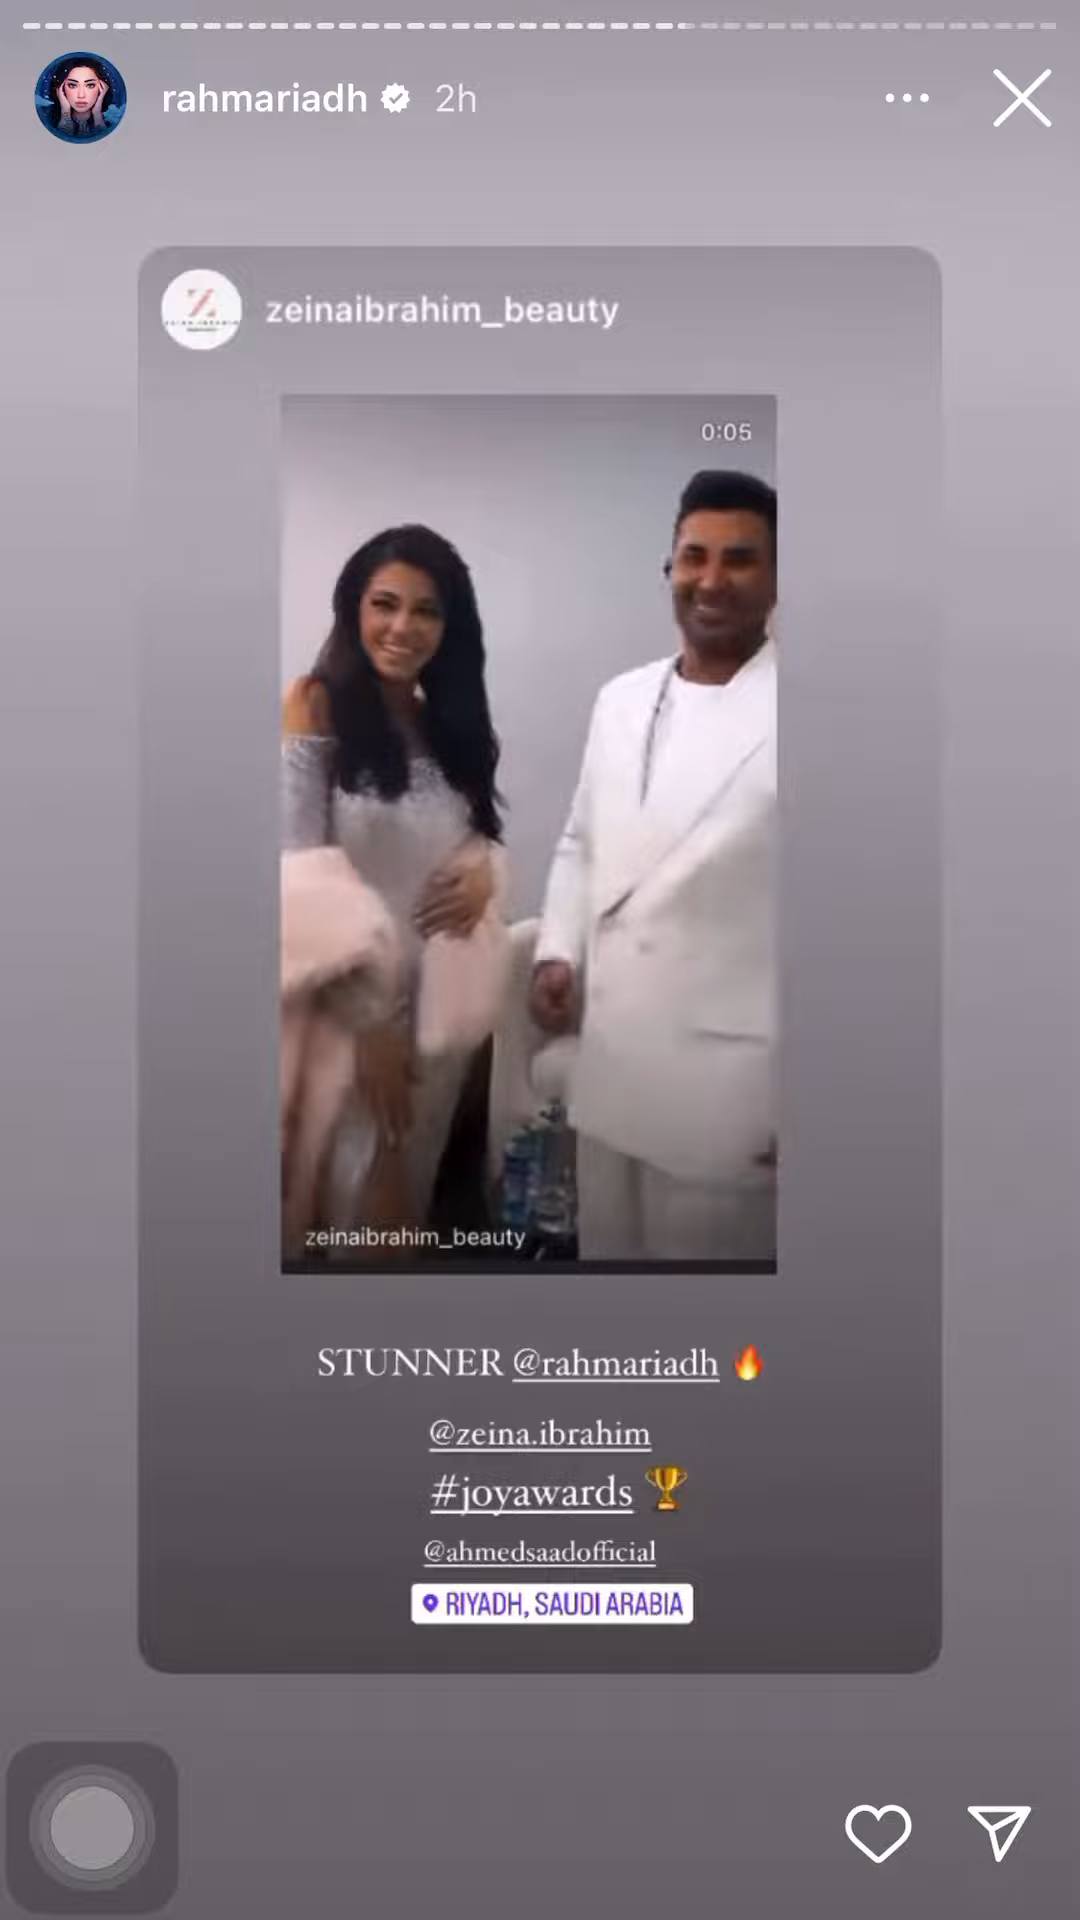 rahmariadh 2h
zeinaibrahim_beauty
0:05
zeinaibrahim_beauty
STUNNER @rahmariadh 🔥
@zeina.ibrahim
#joyawards 🏆
@ahmedsaadofficial
RIYADH, SAUDI ARABIA